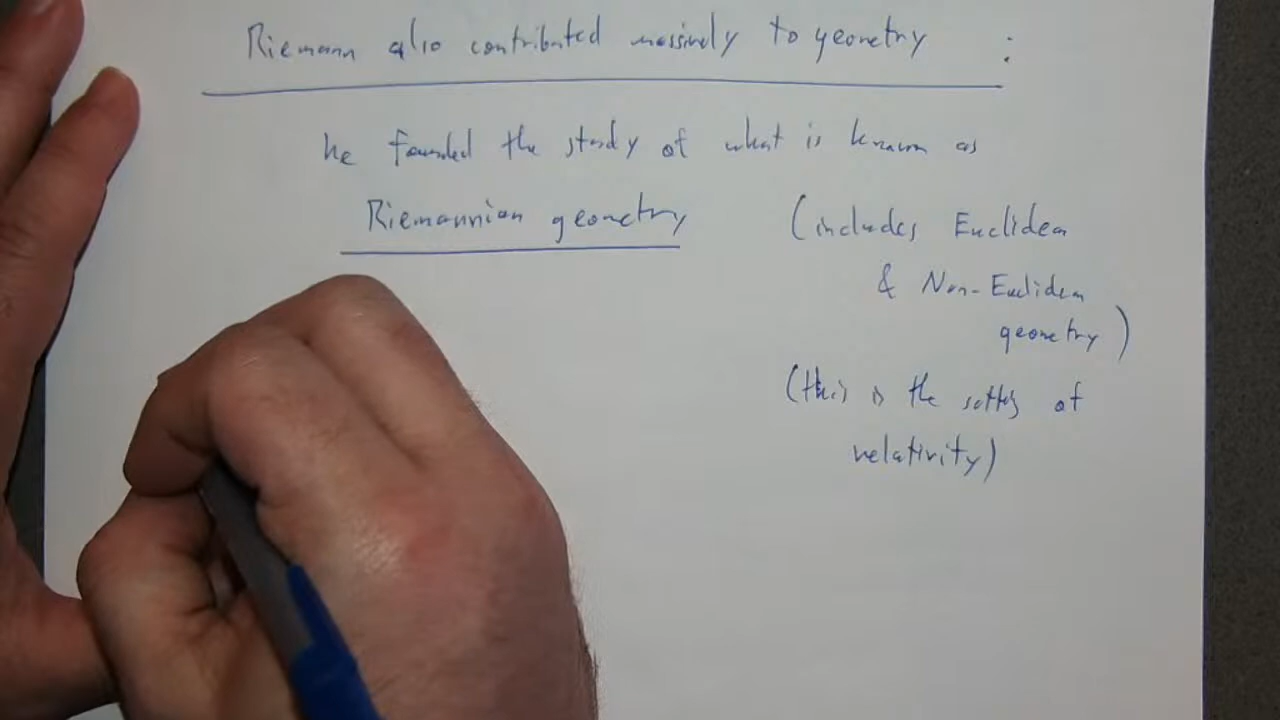 Riemann also contributed massively to geometry :
he founded the study of what is known as
Riemannian geometry (includes Euclidean
& Non-Euclidean
geometry)
(this is the setting of
relativity)